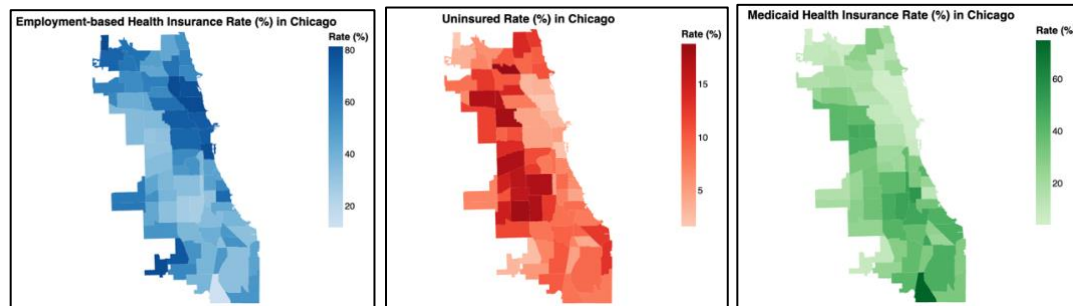 Employment-based Health Insurance Rate (%) in Chicago
Rate (%)
80
60
40
20
Uninsured Rate (%) in Chicago
Rate (%)
15
10
5
Medicaid Health Insurance Rate (%) in Chicago
Rate (%)
60
40
20